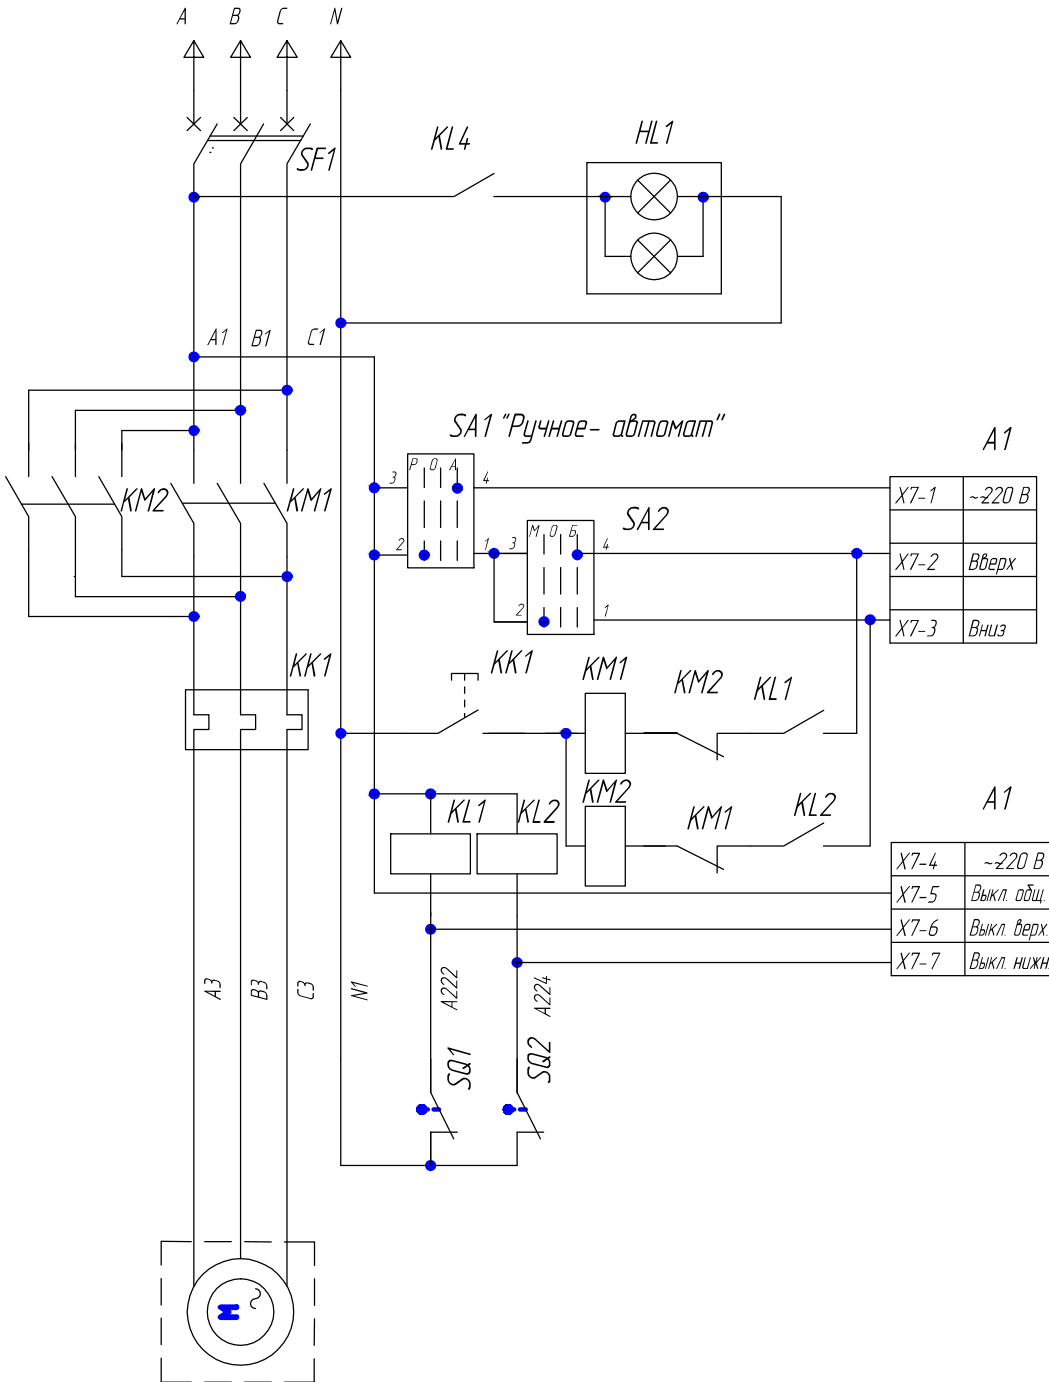 A B C N
SF1
KL4
HL1
A1 B1 C1
SA1 "Ручное- автомат"
A1
3 Р О А 4
X7-1 ~220 В
KM2 KM1
SA2
2 1 3 М О Б 4
X7-2 Вверх
2 1
X7-3 Вниз
KK1
KK1
KM1
KM2
KL1
KM2
KL1
KL2
KM1
KL2
A1
X7-4 ~220 В
X7-5 Выкл. общ.
X7-6 Выкл. верх.
X7-7 Выкл. нижн.
A3 B3 C3 N1 A222 A224
SQ1
SQ2
М